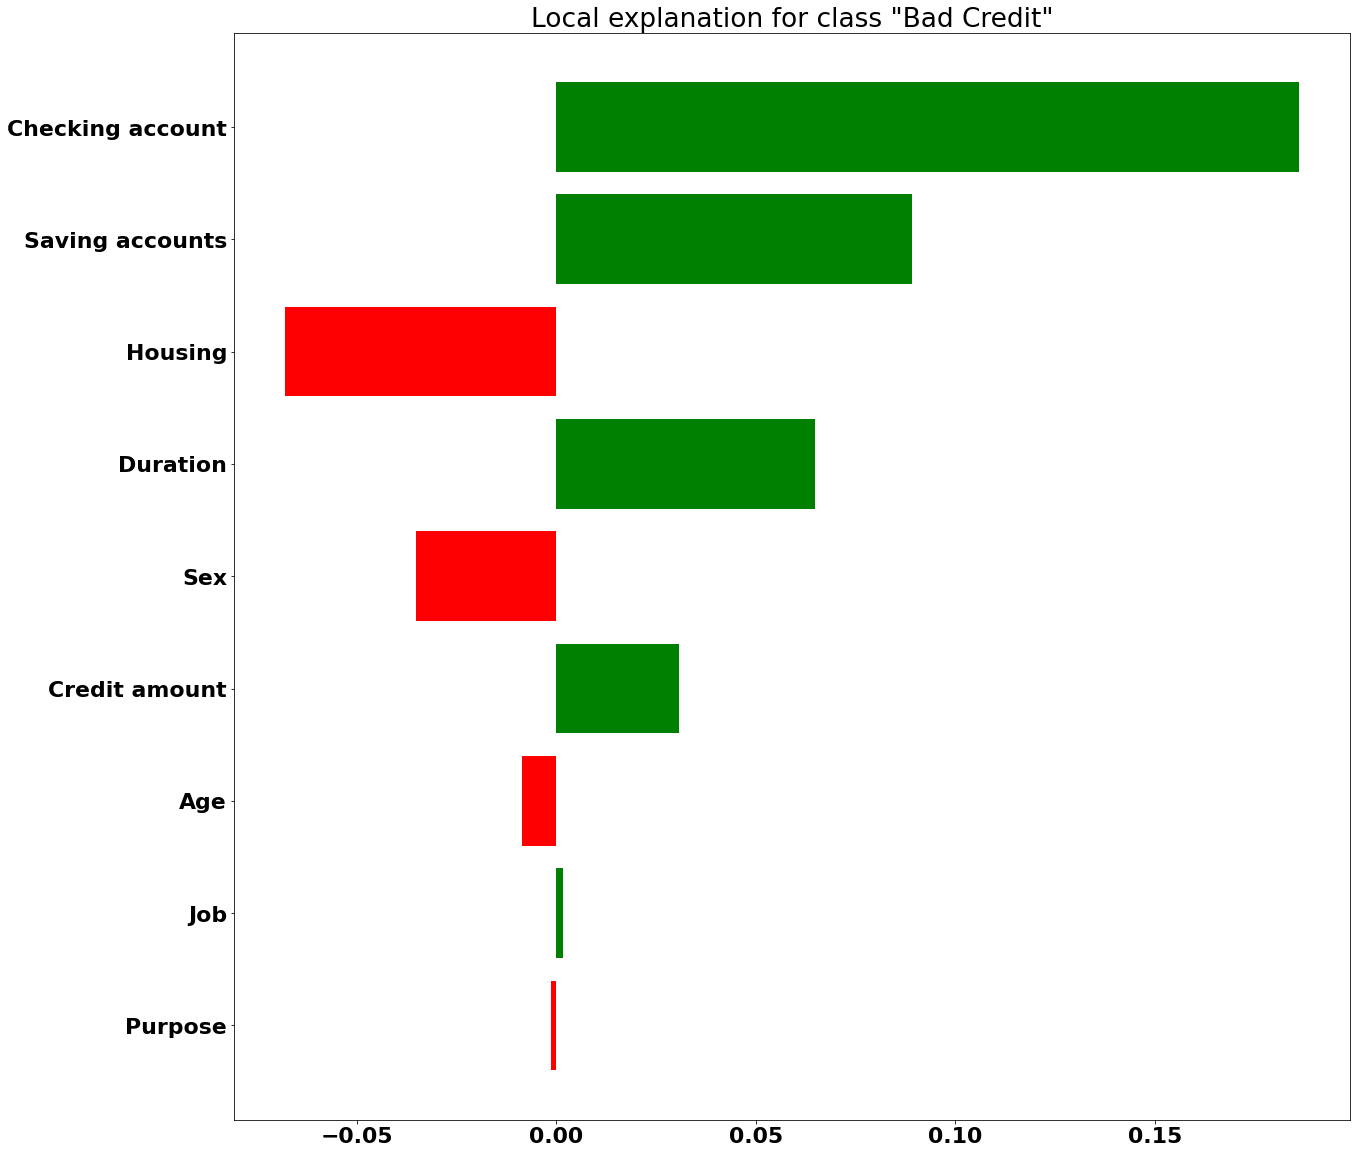 Local explanation for class "Bad Credit"
Checking account
Saving accounts
Housing
Duration
Sex
Credit amount
Age
Job
Purpose
−0.05 0.00 0.05 0.10 0.15